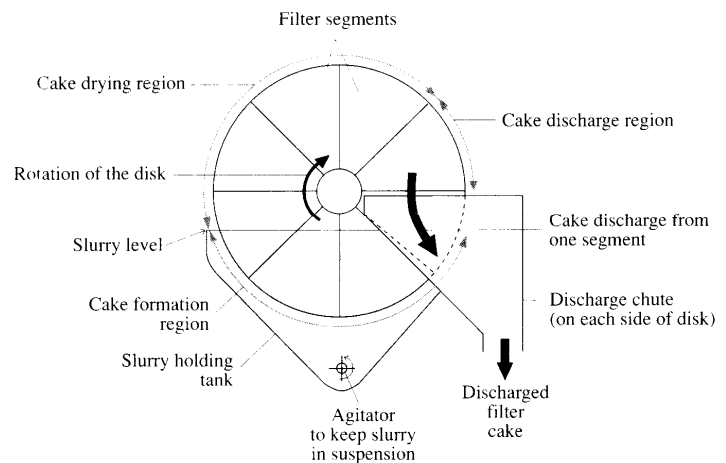 Filter segments
Cake drying region
Cake discharge region
Rotation of the disk
Cake discharge from
one segment
Slurry level
Cake formation
region
Discharge chute
(on each side of disk)
Slurry holding
tank
Discharged
filter
cake
Agitator
to keep slurry
in suspension